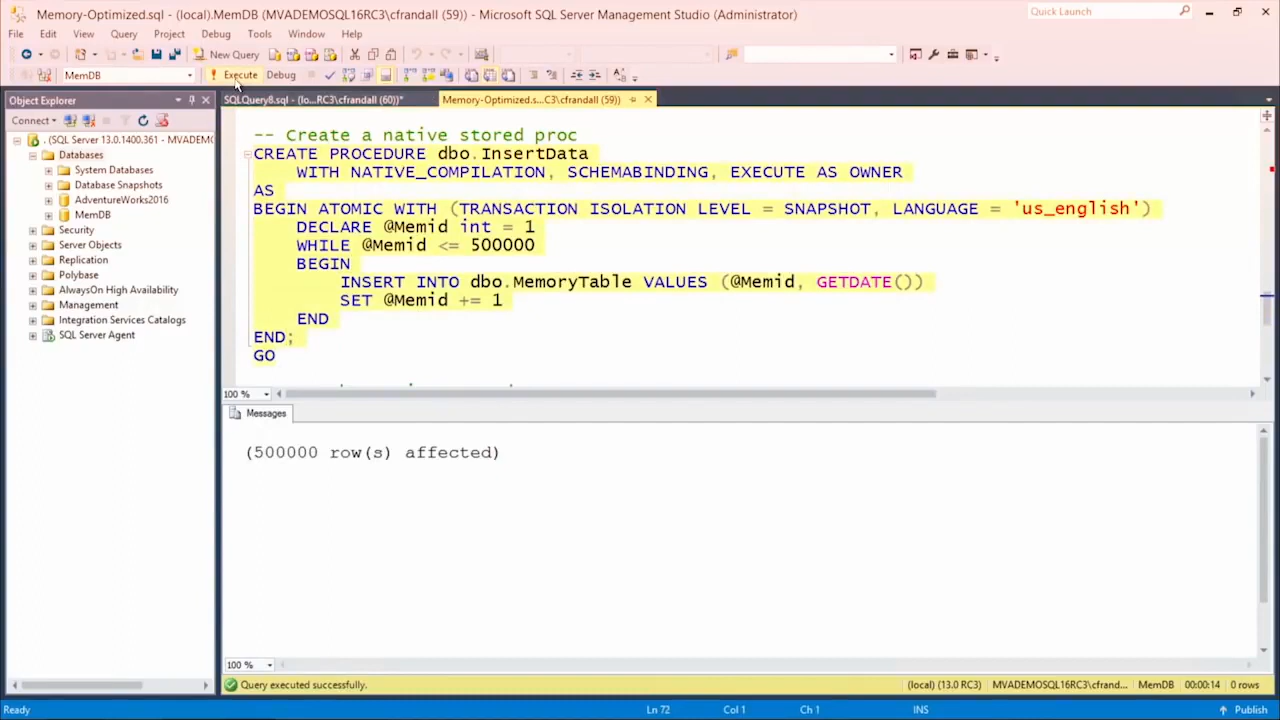 Memory-Optimized.sql - (local).MemDB (MVADEMOSQL16RC3\cfrandall (59)) - Microsoft SQL Server Management Studio (Administrator)
Quick Launch
File Edit View Query Project Debug Tools Window Help
New Query
MemDB
Execute Debug
Object Explorer
Connect
. (SQL Server 13.0.1400.361 - MVADEMO
Databases
System Databases
Database Snapshots
AdventureWorks2016
MemDB
Security
Server Objects
Replication
Polybase
AlwaysOn High Availability
Management
Integration Services Catalogs
SQL Server Agent
SQLQuery8.sql - (lo...RC3\cfrandall (60))*
Memory-Optimized.s...C3\cfrandall (59))
-- Create a native stored proc
CREATE PROCEDURE dbo.InsertData
WITH NATIVE_COMPILATION, SCHEMABINDING, EXECUTE AS OWNER
AS
BEGIN ATOMIC WITH (TRANSACTION ISOLATION LEVEL = SNAPSHOT, LANGUAGE = 'us_english')
DECLARE @Memid int = 1
WHILE @Memid <= 500000
BEGIN
INSERT INTO dbo.MemoryTable VALUES (@Memid, GETDATE())
SET @Memid += 1
END
END;
GO
100 %
Messages
(500000 row(s) affected)
100 %
Query executed successfully.
(local) (13.0 RC3) MVADEMOSQL16RC3\cfrand... MemDB 00:00:14 0 rows
Ready
Ln 72 Col 1 Ch 1 INS
Publish